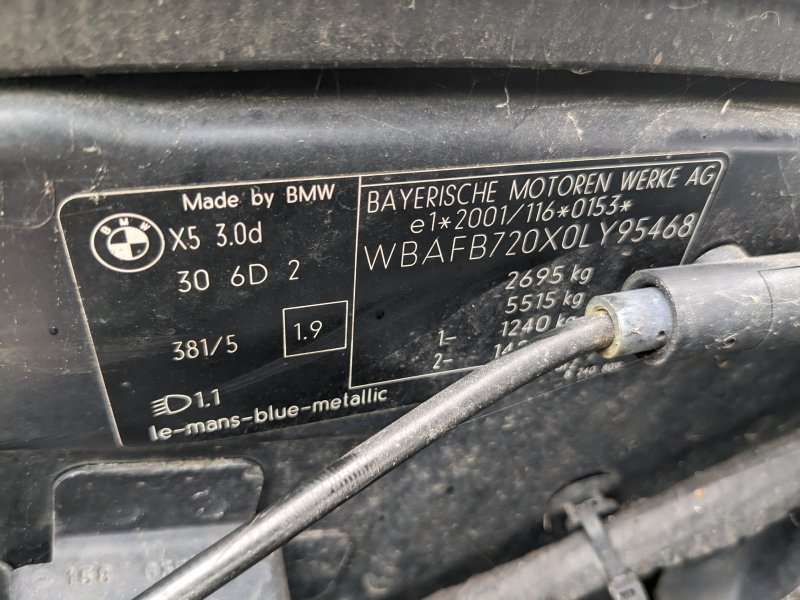 Made by BMW
BMW
X5 3.0d
30 6D 2
381/5
1.9
1.1
le-mans-blue-metallic
BAYERISCHE MOTOREN WERKE AG
e1*2001/116*0153*
WBAFB720X0LY95468
2695 kg
5515 kg
1- 1240 kg
2-